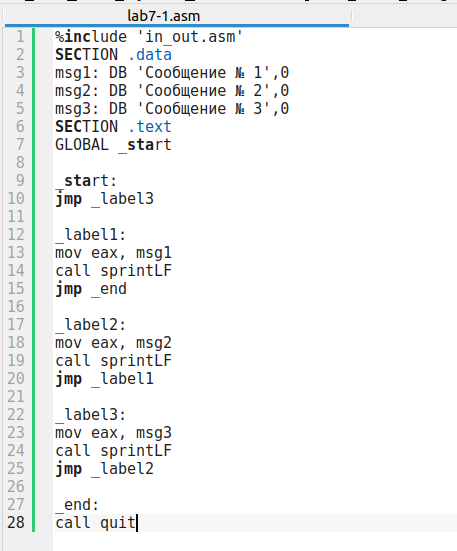 lab7-1.asm
1 %include 'in_out.asm'
2 SECTION .data
3 msg1: DB 'Сообщение № 1',0
4 msg2: DB 'Сообщение № 2',0
5 msg3: DB 'Сообщение № 3',0
6 SECTION .text
7 GLOBAL _start
8
9 _start:
10 jmp _label3
11
12 _label1:
13 mov eax, msg1
14 call sprintLF
15 jmp _end
16
17 _label2:
18 mov eax, msg2
19 call sprintLF
20 jmp _label1
21
22 _label3:
23 mov eax, msg3
24 call sprintLF
25 jmp _label2
26
27 _end:
28 call quit